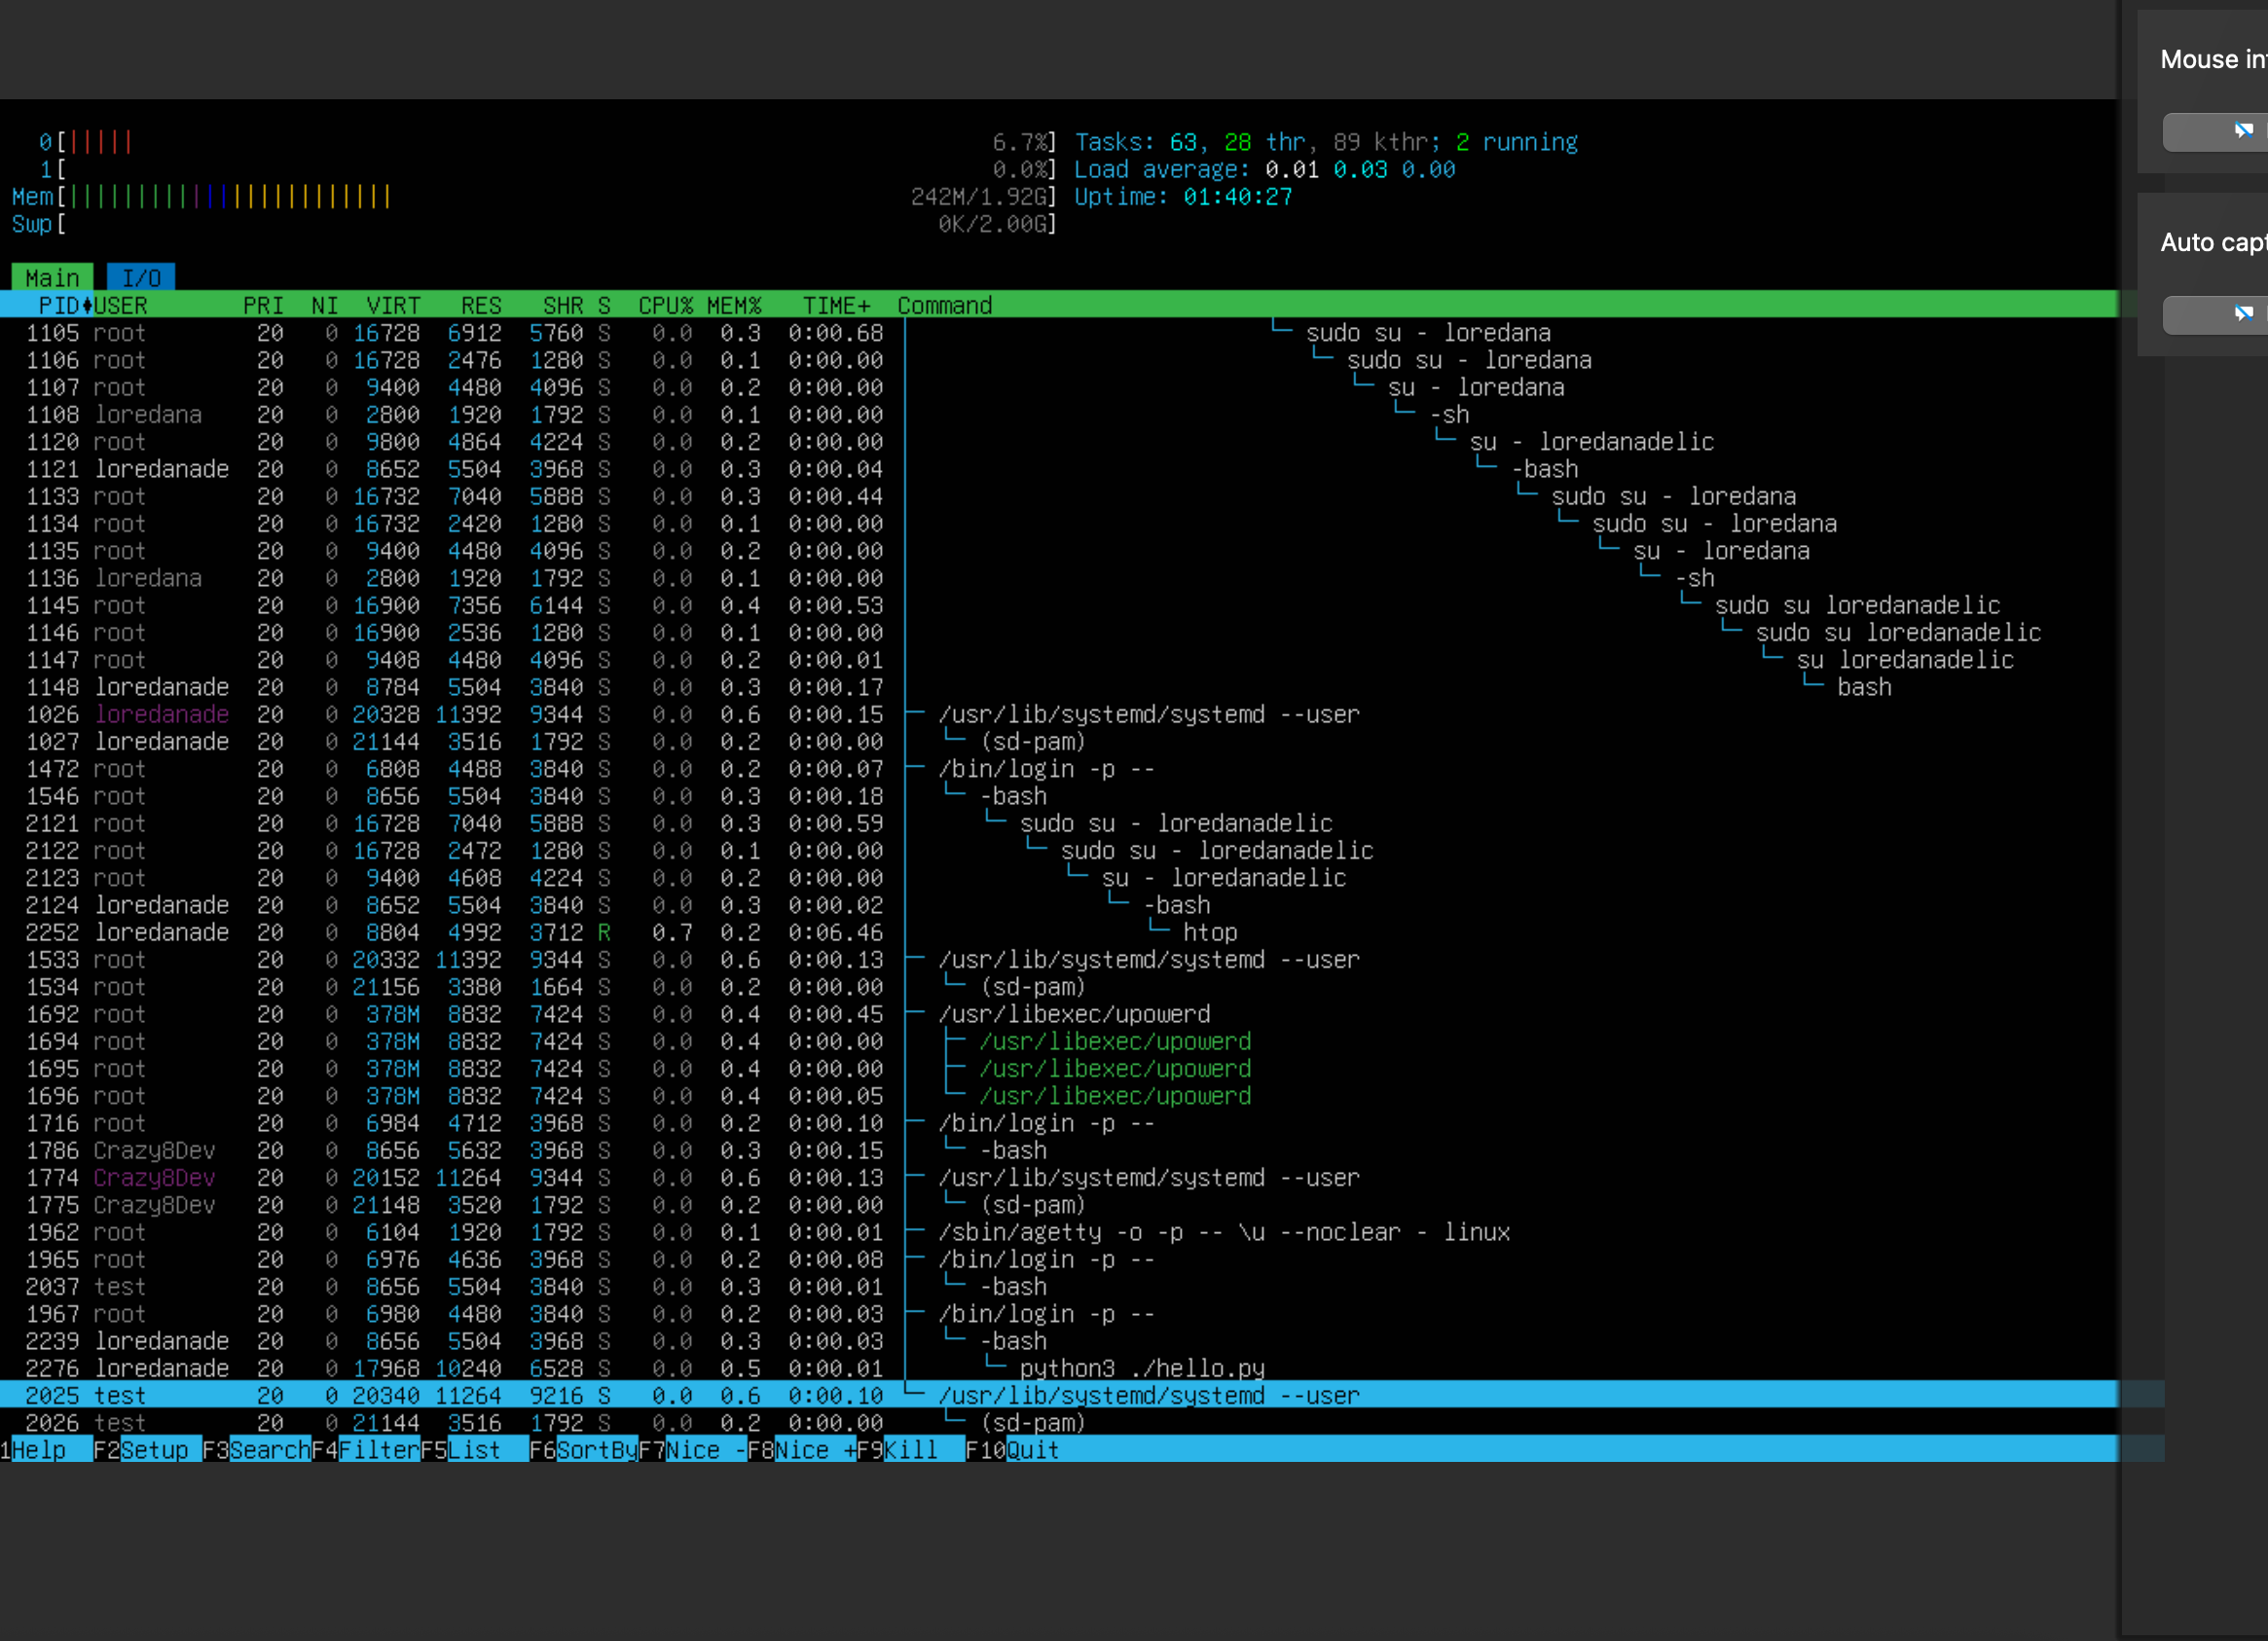 0[||||| 6.7%] Tasks: 63, 28 thr, 89 kthr; 2 running
1[ 0.0%] Load average: 0.01 0.03 0.00
Mem[|||||||||||||||||||||||| 242M/1.92G] Uptime: 01:40:27
Swp[ 0K/2.00G]
Main I/O
PID♦USER PRI NI VIRT RES SHR S CPU% MEM% TIME+ Command
1105 root 20 0 16728 6912 5760 S 0.0 0.3 0:00.68 │ └─ sudo su - loredana
1106 root 20 0 16728 2476 1280 S 0.0 0.1 0:00.00 │ └─ sudo su - loredana
1107 root 20 0 9400 4480 4096 S 0.0 0.2 0:00.00 │ └─ su - loredana
1108 loredana 20 0 2800 1920 1792 S 0.0 0.1 0:00.00 │ └─ -sh
1120 root 20 0 9800 4864 4224 S 0.0 0.2 0:00.00 │ └─ su - loredanadelic
1121 loredanade 20 0 8652 5504 3968 S 0.0 0.3 0:00.04 │ └─ -bash
1133 root 20 0 16732 7040 5888 S 0.0 0.3 0:00.44 │ └─ sudo su - loredana
1134 root 20 0 16732 2420 1280 S 0.0 0.1 0:00.00 │ └─ sudo su - loredana
1135 root 20 0 9400 4480 4096 S 0.0 0.2 0:00.00 │ └─ su - loredana
1136 loredana 20 0 2800 1920 1792 S 0.0 0.1 0:00.00 │ └─ -sh
1145 root 20 0 16900 7356 6144 S 0.0 0.4 0:00.53 │ └─ sudo su loredanadelic
1146 root 20 0 16900 2536 1280 S 0.0 0.1 0:00.00 │ └─ sudo su loredanadelic
1147 root 20 0 9408 4480 4096 S 0.0 0.2 0:00.01 │ └─ su loredanadelic
1148 loredanade 20 0 8784 5504 3840 S 0.0 0.3 0:00.17 │ └─ bash
1026 loredanade 20 0 20328 11392 9344 S 0.0 0.6 0:00.15 ├─ /usr/lib/systemd/systemd --user
1027 loredanade 20 0 21144 3516 1792 S 0.0 0.2 0:00.00 │ └─ (sd-pam)
1472 root 20 0 6808 4488 3840 S 0.0 0.2 0:00.07 ├─ /bin/login -p --
1546 root 20 0 8656 5504 3840 S 0.0 0.3 0:00.18 │ └─ -bash
2121 root 20 0 16728 7040 5888 S 0.0 0.3 0:00.59 │ └─ sudo su - loredanadelic
2122 root 20 0 16728 2472 1280 S 0.0 0.1 0:00.00 │ └─ sudo su - loredanadelic
2123 root 20 0 9400 4608 4224 S 0.0 0.2 0:00.00 │ └─ su - loredanadelic
2124 loredanade 20 0 8652 5504 3840 S 0.0 0.3 0:00.02 │ └─ -bash
2252 loredanade 20 0 8804 4992 3712 R 0.7 0.2 0:06.46 │ └─ htop
1533 root 20 0 20332 11392 9344 S 0.0 0.6 0:00.13 ├─ /usr/lib/systemd/systemd --user
1534 root 20 0 21156 3380 1664 S 0.0 0.2 0:00.00 │ └─ (sd-pam)
1692 root 20 0 378M 8832 7424 S 0.0 0.4 0:00.45 ├─ /usr/libexec/upowerd
1694 root 20 0 378M 8832 7424 S 0.0 0.4 0:00.00 │ ├─ /usr/libexec/upowerd
1695 root 20 0 378M 8832 7424 S 0.0 0.4 0:00.00 │ ├─ /usr/libexec/upowerd
1696 root 20 0 378M 8832 7424 S 0.0 0.4 0:00.05 │ └─ /usr/libexec/upowerd
1716 root 20 0 6984 4712 3968 S 0.0 0.2 0:00.10 ├─ /bin/login -p --
1786 Crazy8Dev 20 0 8656 5632 3968 S 0.0 0.3 0:00.15 │ └─ -bash
1774 Crazy8Dev 20 0 20152 11264 9344 S 0.0 0.6 0:00.13 ├─ /usr/lib/systemd/systemd --user
1775 Crazy8Dev 20 0 21148 3520 1792 S 0.0 0.2 0:00.00 │ └─ (sd-pam)
1962 root 20 0 6104 1920 1792 S 0.0 0.1 0:00.01 ├─ /sbin/agetty -o -p -- \u --noclear - linux
1965 root 20 0 6976 4636 3968 S 0.0 0.2 0:00.08 ├─ /bin/login -p --
2037 test 20 0 8656 5504 3840 S 0.0 0.3 0:00.01 │ └─ -bash
1967 root 20 0 6980 4480 3840 S 0.0 0.2 0:00.03 ├─ /bin/login -p --
2239 loredanade 20 0 8656 5504 3968 S 0.0 0.3 0:00.03 │ └─ -bash
2276 loredanade 20 0 17968 10240 6528 S 0.0 0.5 0:00.01 │ └─ python3 ./hello.py
2025 test 20 0 20340 11264 9216 S 0.0 0.6 0:00.10 └─ /usr/lib/systemd/systemd --user
2026 test 20 0 21144 3516 1792 S 0.0 0.2 0:00.00 └─ (sd-pam)
1Help F2Setup F3SearchF4FilterF5List F6SortByF7Nice -F8Nice +F9Kill F10Quit
Mouse
Auto